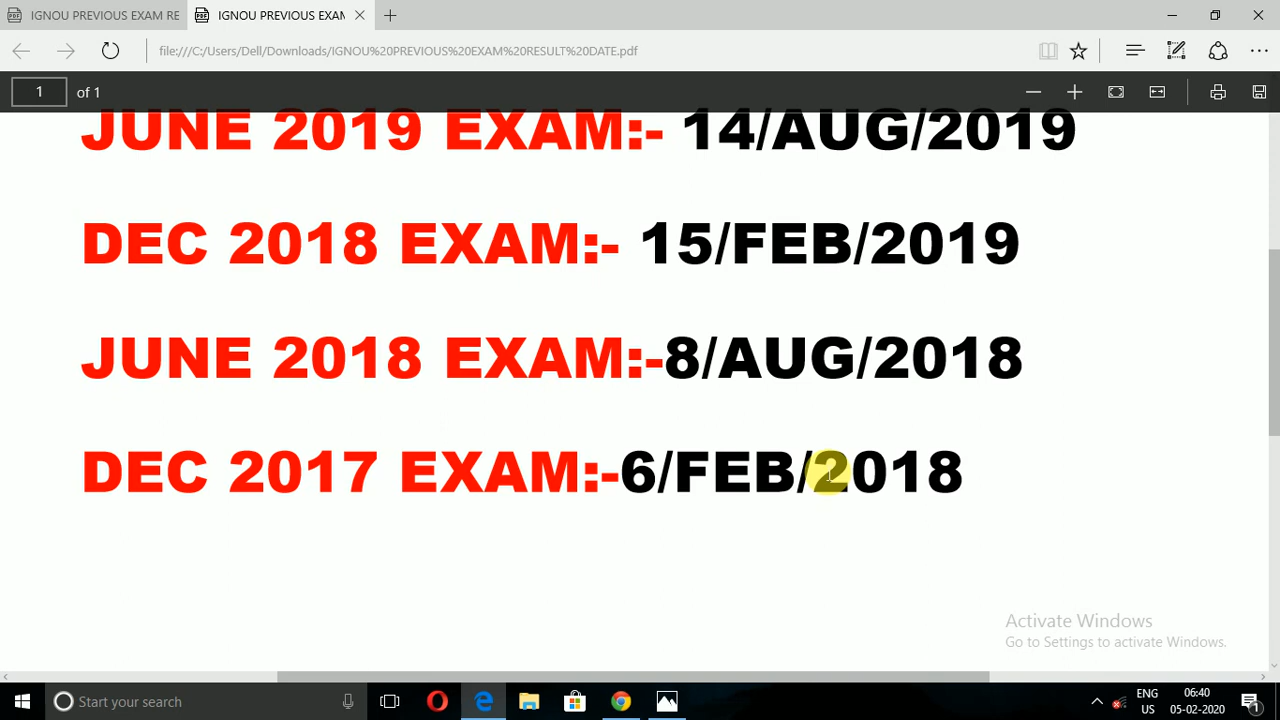 IGNOU PREVIOUS EXAM RE
IGNOU PREVIOUS EXAM
file:///C:/Users/Dell/Downloads/IGNOU%20PREVIOUS%20EXAM%20RESULT%20DATE.pdf
1 of 1
JUNE 2019 EXAM:- 14/AUG/2019
DEC 2018 EXAM:- 15/FEB/2019
JUNE 2018 EXAM:-8/AUG/2018
DEC 2017 EXAM:-6/FEB/2018
Activate Windows
Go to Settings to activate Windows.
Start your search
ENG
US
06:40
05-02-2020
1